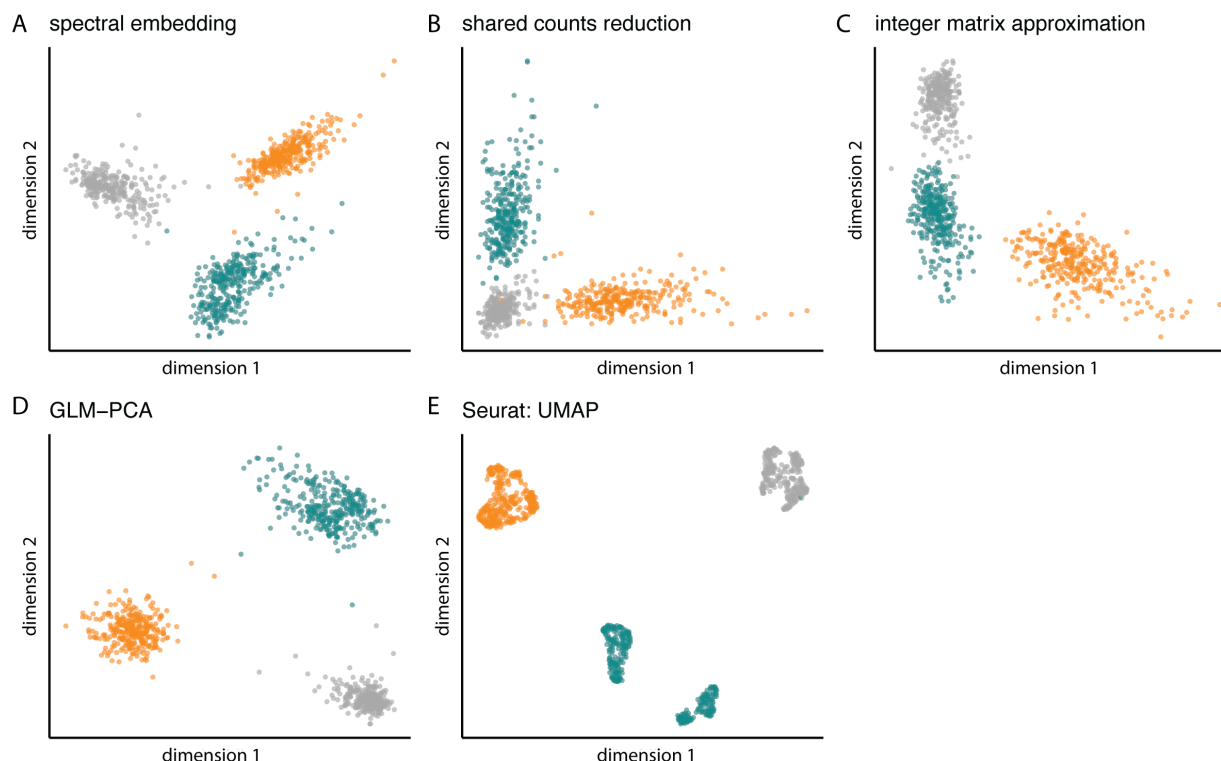 A spectral embedding
B shared counts reduction
C integer matrix approximation
dimension 2
dimension 1
dimension 2
dimension 1
dimension 2
dimension 1
D GLM–PCA
E Seurat: UMAP
dimension 2
dimension 1
dimension 2
dimension 1